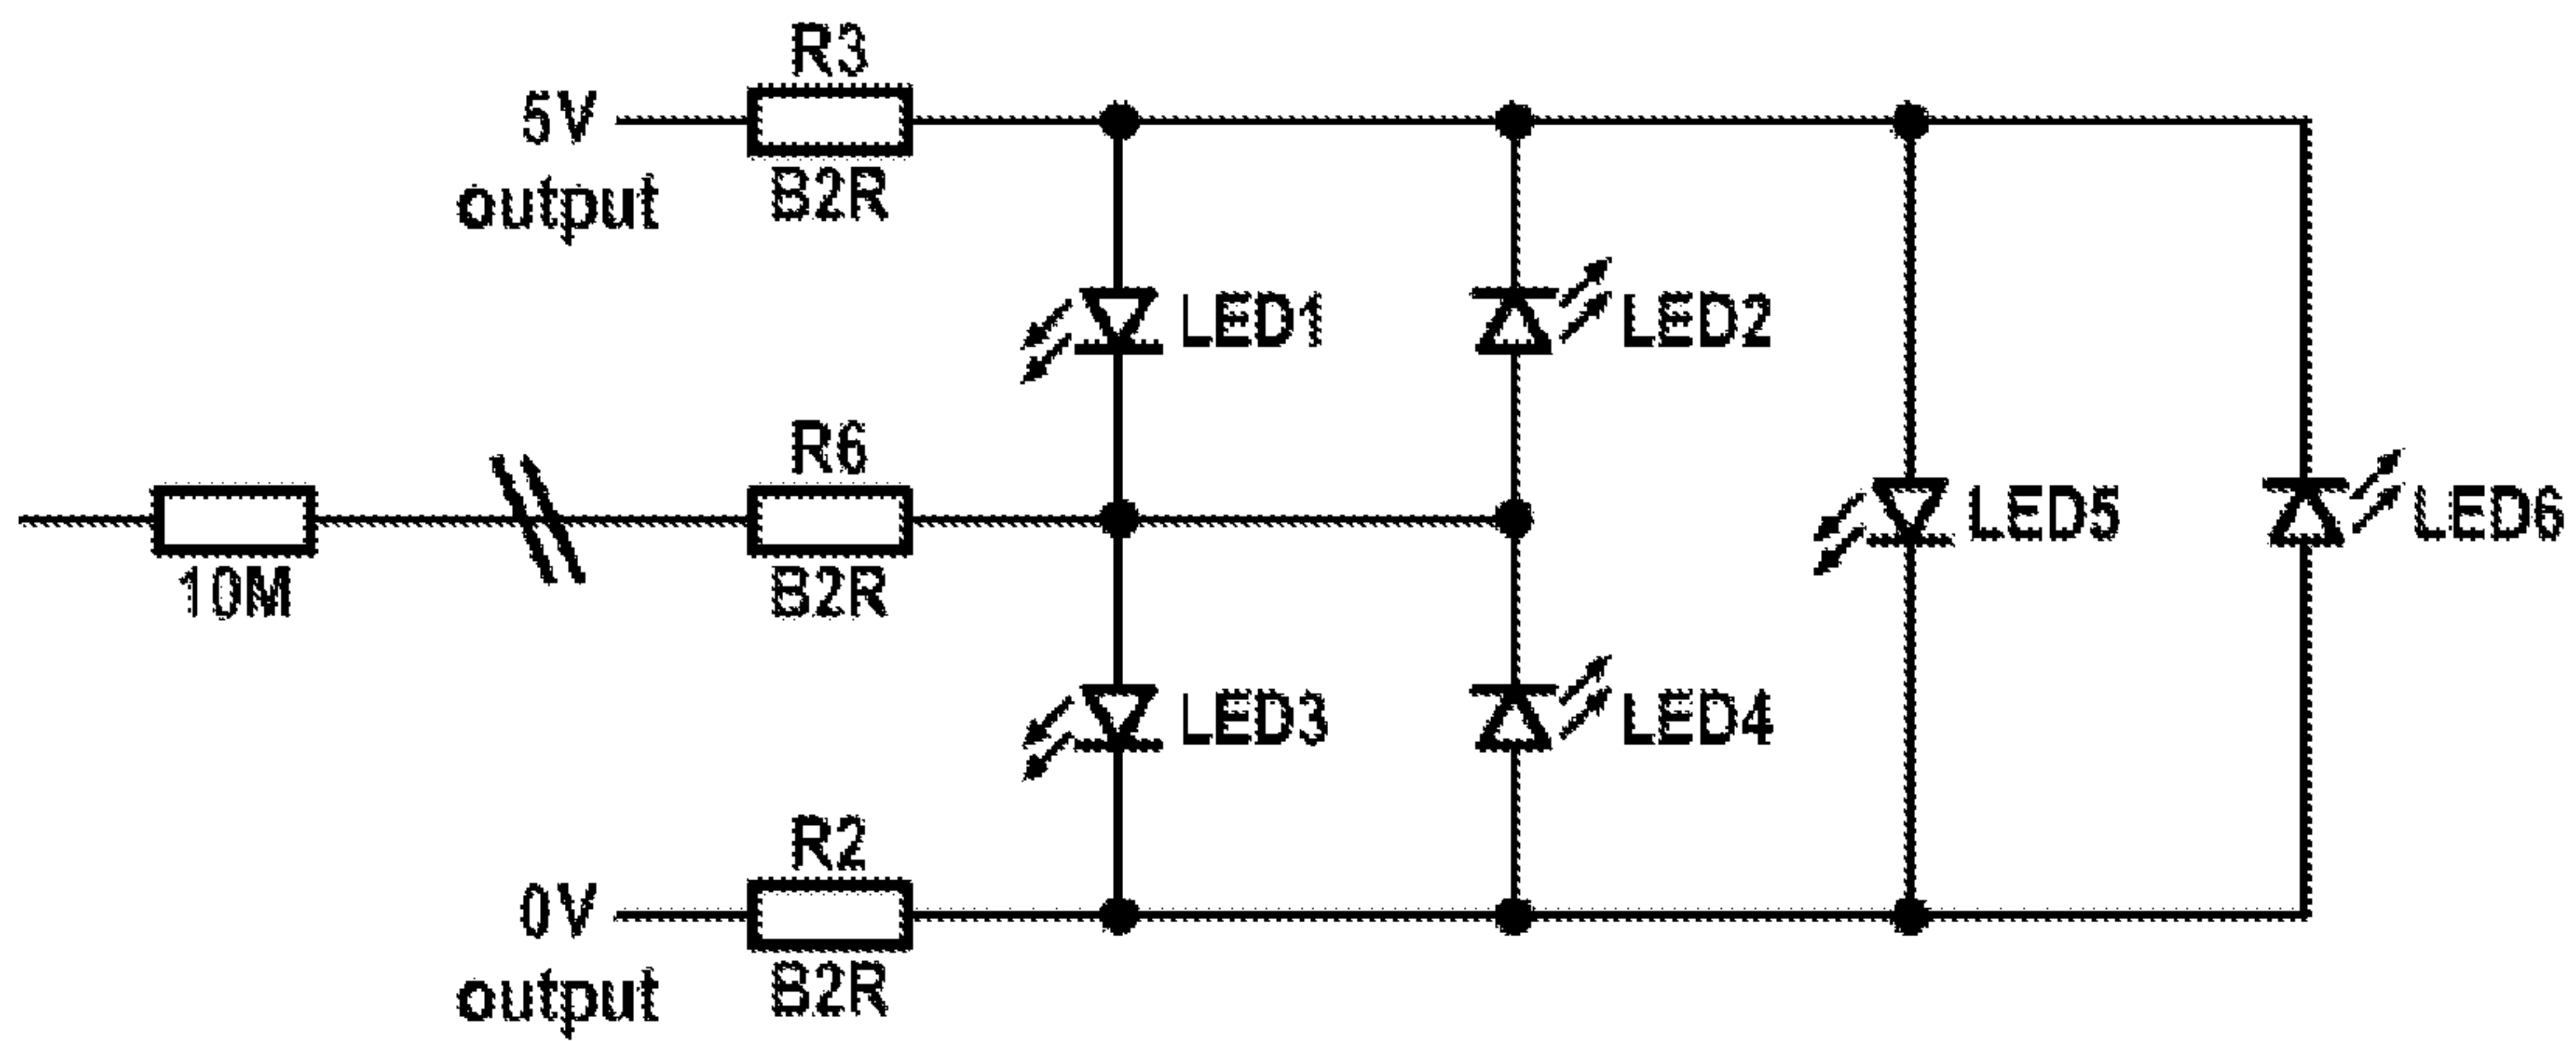 R3
5V
output
B2R
LED1
LED2
R6
10M
B2R
LED5
LED6
LED3
LED4
R2
0V
output
B2R